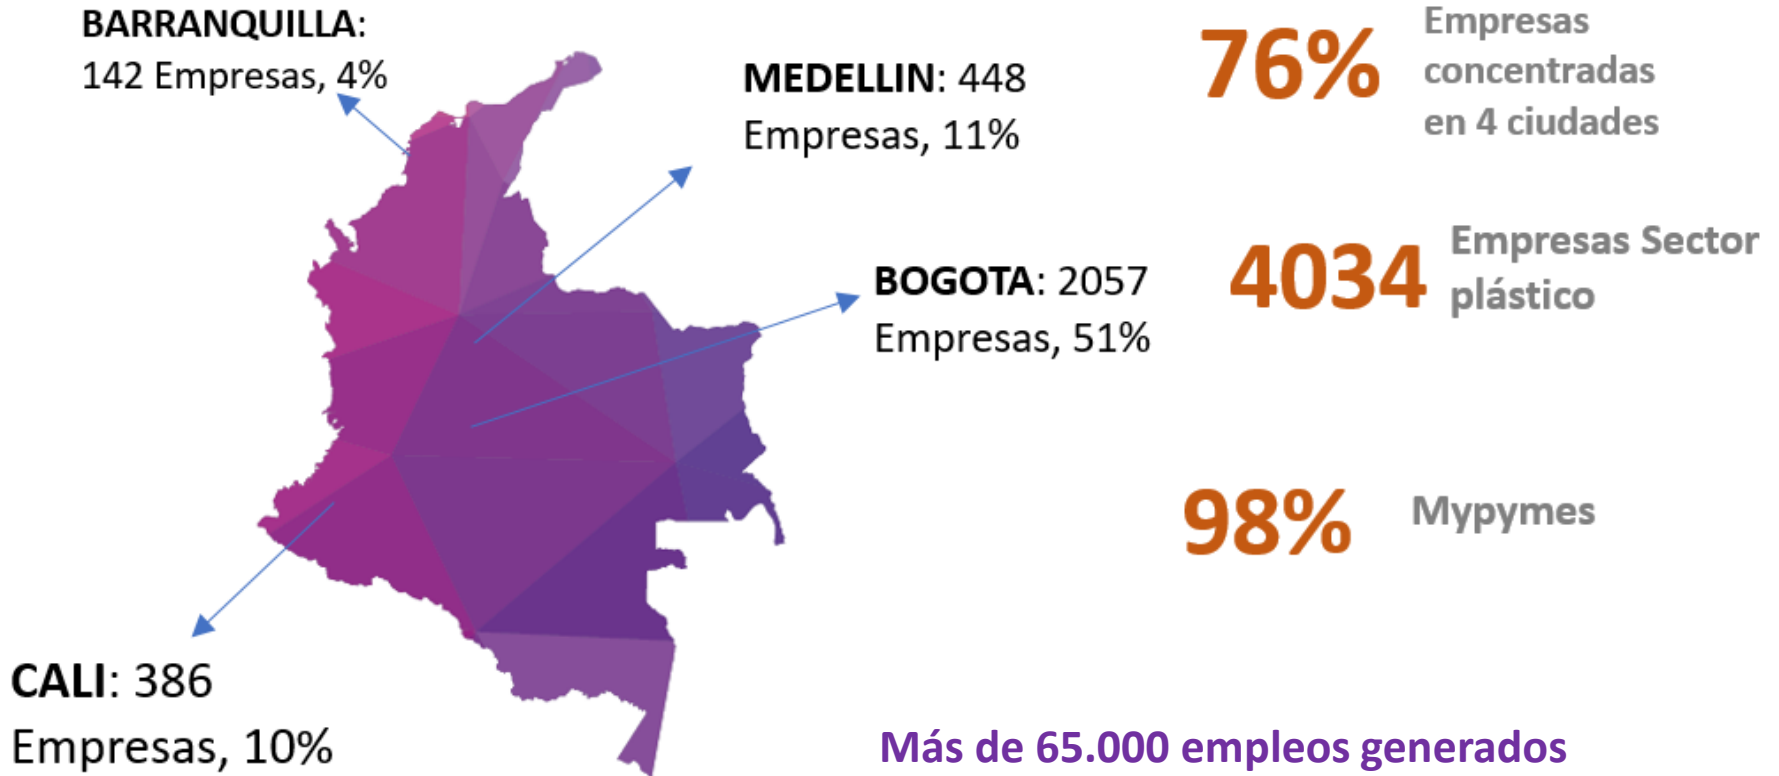 BARRANQUILLA:
142 Empresas, 4%
MEDELLIN: 448
Empresas, 11%
BOGOTA: 2057
Empresas, 51%
CALI: 386
Empresas, 10%
76%
Empresas
concentradas
en 4 ciudades
4034
Empresas Sector
plástico
98%
Mypymes
Más de 65.000 empleos generados